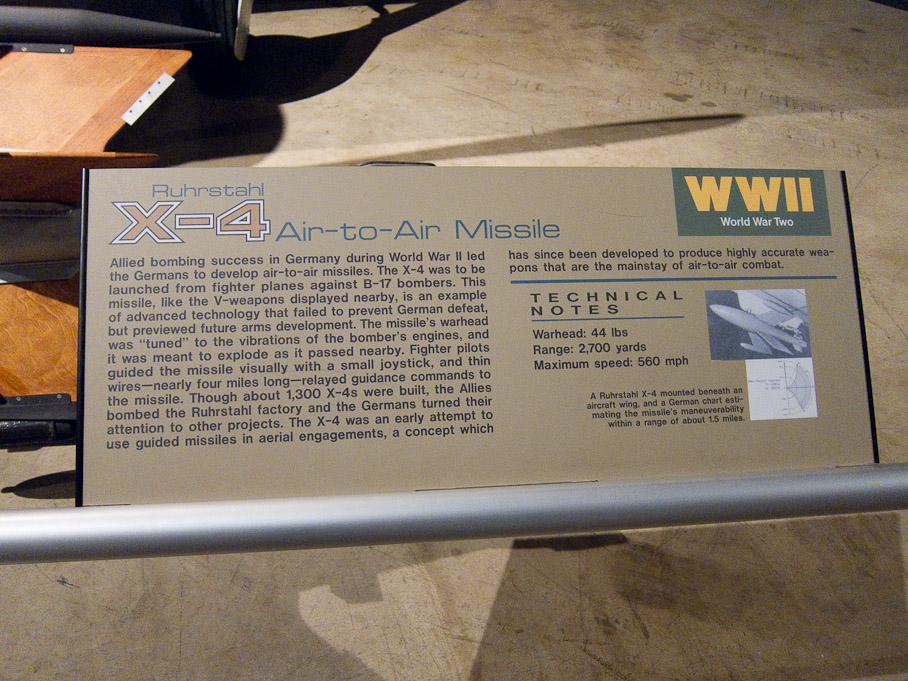 Ruhrstahl
X-4 Air-to-Air Missile
WWII
World War Two
Allied bombing success in Germany during World War II led
the Germans to develop air-to-air missiles. The X-4 was to be
launched from fighter planes against B-17 bombers. This
missile, like the V-weapons displayed nearby, is an example
of advanced technology that failed to prevent German defeat,
but previewed future arms development. The missile's warhead
was "tuned" to the vibrations of the bomber's engines, and
it was meant to explode as it passed nearby. Fighter pilots
guided the missile visually with a small joystick, and thin
wires—nearly four miles long—relayed guidance commands to
the missile. Though about 1,300 X-4s were built, the Allies
bombed the Ruhrstahl factory and the Germans turned their
attention to other projects. The X-4 was an early attempt to
use guided missiles in aerial engagements, a concept which
has since been developed to produce highly accurate wea-
pons that are the mainstay of air-to-air combat.
TECHNICAL
NOTES
Warhead: 44 lbs
Range: 2,700 yards
Maximum speed: 560 mph
A Ruhrstahl X-4 mounted beneath an
aircraft wing, and a German chart esti-
mating the missile's maneuverability
within a range of about 1.5 miles.